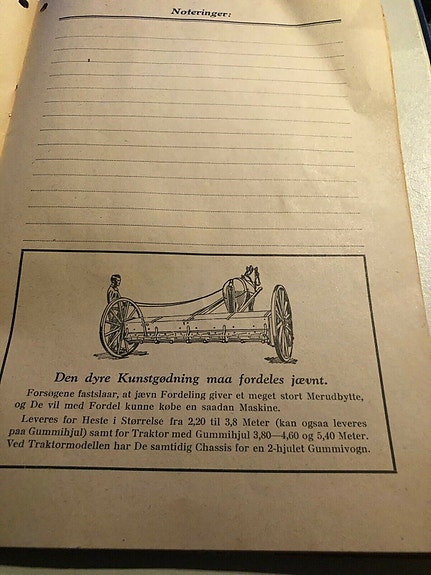 Noteringer:
Den dyre Kunstgødning maa fordeles jævnt.
Forsøgene fastslaar, at jævn Fordeling giver et meget stort Merudbytte,
og De vil med Fordel kunne købe en saadan Maskine.
Leveres for Heste i Størrelse fra 2,20 til 3,8 Meter (kan ogsaa leveres
paa Gummihjul) samt for Traktor med Gummihjul 3,80—4,60 og 5,40 Meter.
Ved Traktormodellen har De samtidig Chassis for en 2-hjulet Gummivogn.